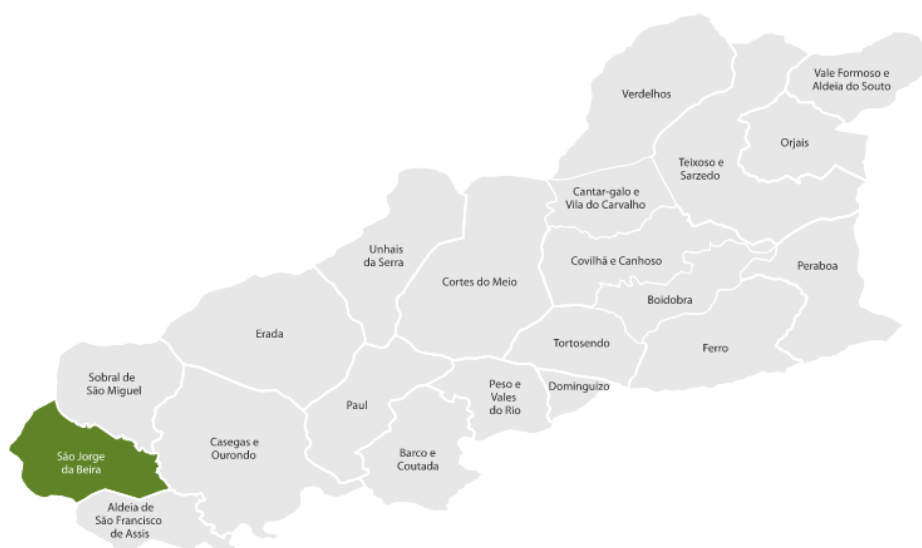 Vale Formoso e
Aldeia do Souto
Verdelhos
Orjais
Teixoso e
Sarzedo
Cantar-galo e
Vila do Carvalho
Unhais
da Serra
Covilhã e Canhoso
Peraboa
Cortes do Meio
Boidobra
Erada
Tortosendo
Ferro
Sobral de
São Miguel
Peso e
Vales
do Rio
Dominguizo
Paul
Casegas e
Ourondo
Barco e
Coutada
São Jorge
da Beira
Aldeia de
São Francisco
de Assis